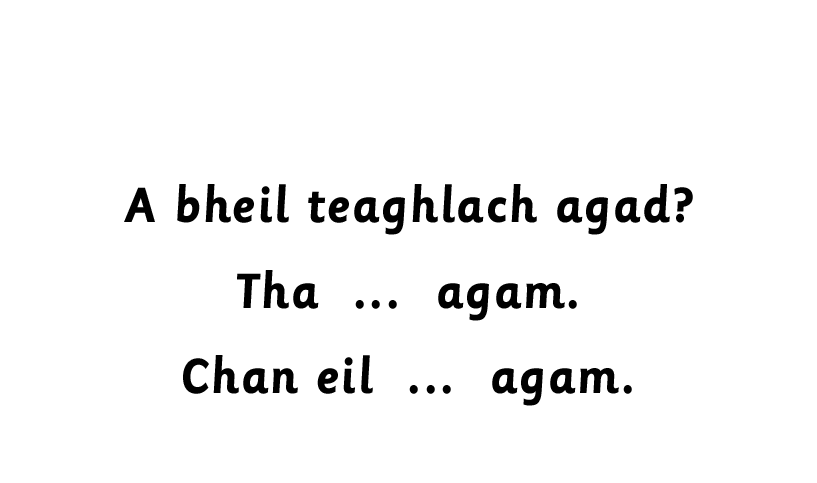 A bheil teaghlach agad?
Tha ... agam.
Chan eil ... agam.